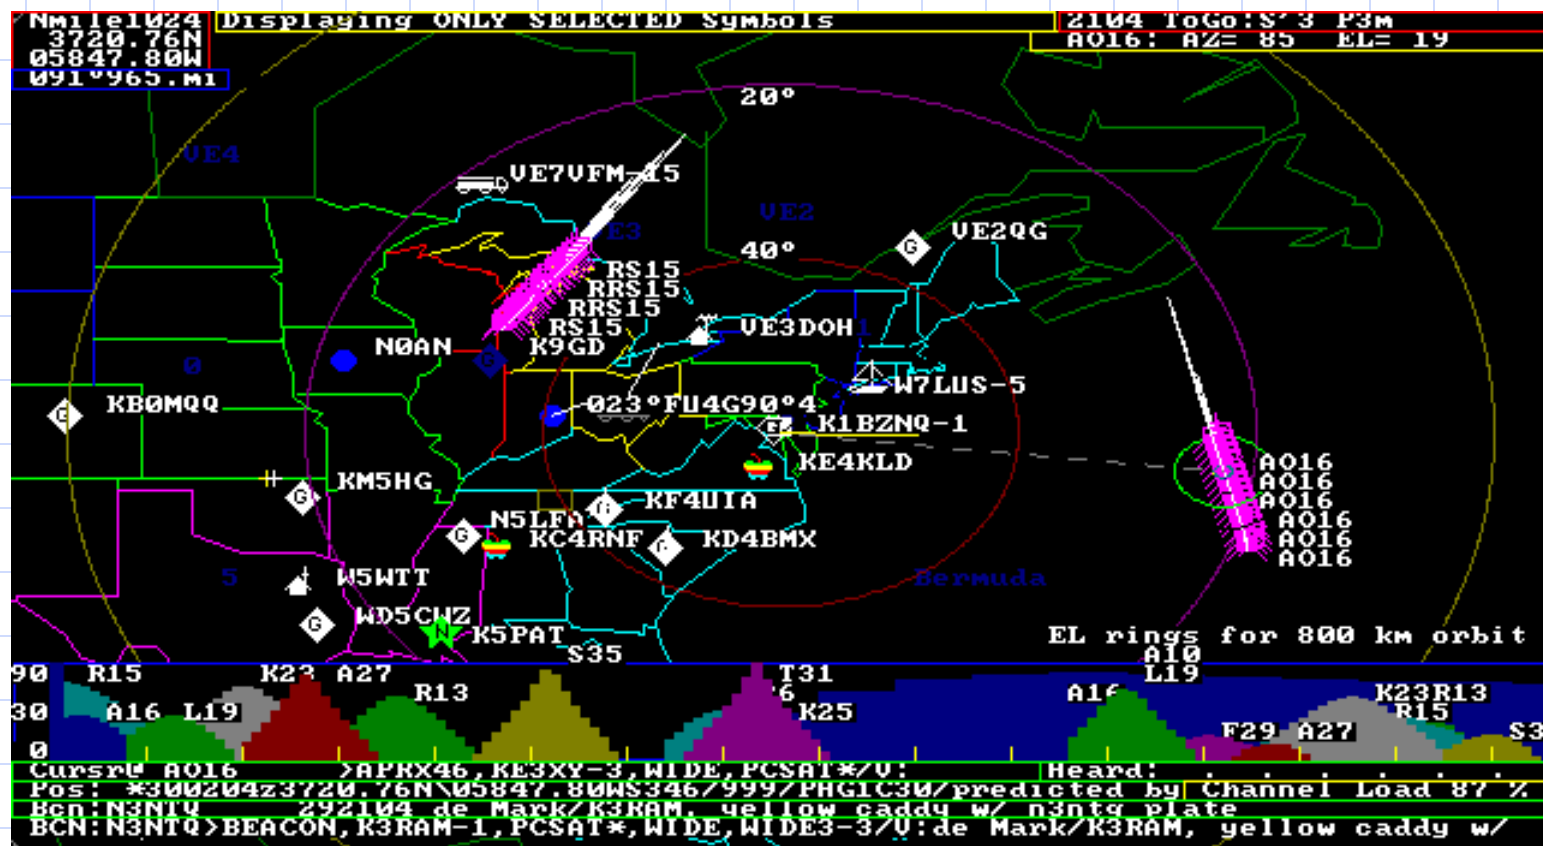 Nmile1024 Displaying ONLY SELECTED Symbols 2104 ToGo:S'3 P3m
3720.76N AO16: AZ= 85 EL= 19
05847.80W
091°965.mi
20°
VE4
VE7VFM-15
VE2
VE3
40°
VE2QG
RS15
RRS15
RRS15
RS15
VE3DOH 1
N0AN K9GD
0
W7LUS-5
KB0MQQ 023°FU4G90°4
K1BZNQ-1
KE4KLD AO16
KM5HG AO16
KF4UIA AO16
N5LFA AO16
KC4RNF KD4BMX AO16
AO16
5 W5WTT Bermuda
WD5CWZ
K5PAT EL rings for 800 km orbit
S35 A10
90 R15 K23 A27 T31 L19
R13 6 A16 K23R13
30 A16 L19 K25 R15
F29 A27 S3
0
Cursr@ AO16 >APRX46,KE3XY-3,WIDE,PCSAT*/V: Heard: . . . . . . .
Pos: *300204z3720.76N\05847.80WS346/999/PHG1C30/predicted by Channel Load 87 %
Bcn:N3NTQ 292104 de Mark/K3RAM, yellow caddy w/ n3ntq plate
BCN:N3NTQ>BEACON,K3RAM-1,PCSAT*,WIDE,WIDE3-3/V:de Mark/K3RAM, yellow caddy w/